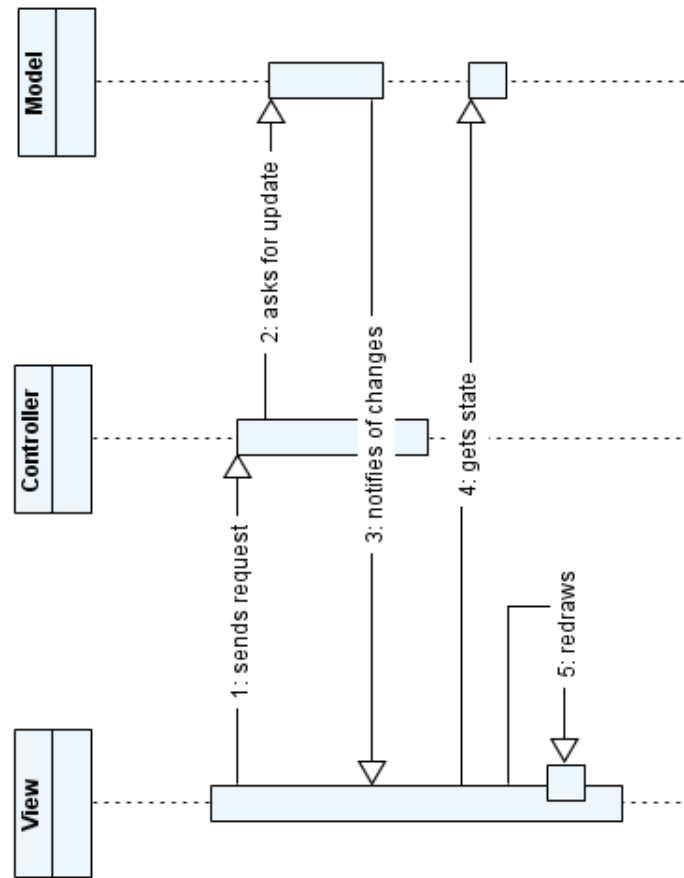 View
Controller
Model
1: sends request
2: asks for update
3: notifies of changes
4: gets state
5: redraws